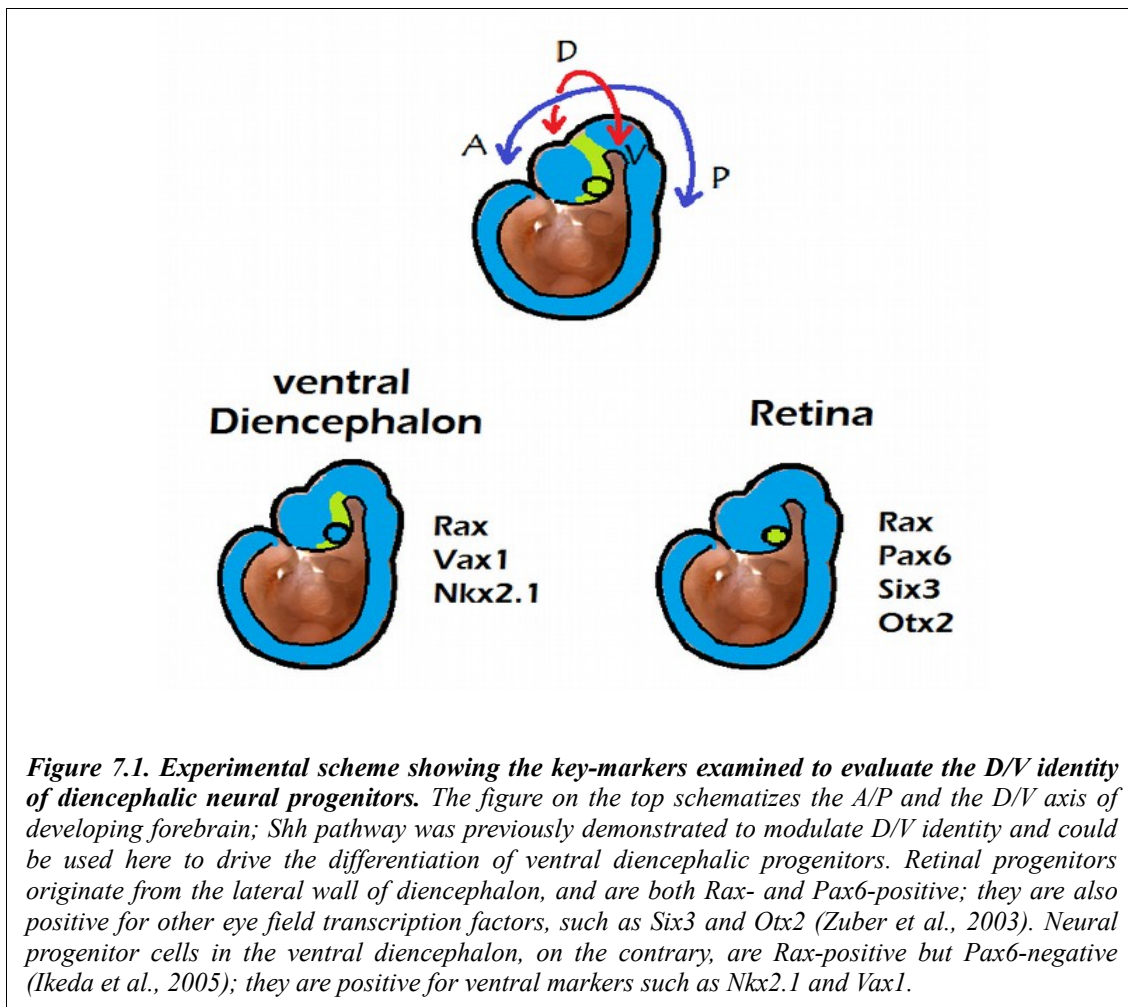 D
A
V
P
ventral
Diencephalon
Rax
Vax1
Nkx2.1
Retina
Rax
Pax6
Six3
Otx2
Figure 7.1. Experimental scheme showing the key-markers examined to evaluate the D/V identity
of diencephalic neural progenitors. The figure on the top schematizes the A/P and the D/V axis of
developing forebrain; Shh pathway was previously demonstrated to modulate D/V identity and could
be used here to drive the differentiation of ventral diencephalic progenitors. Retinal progenitors
originate from the lateral wall of diencephalon, and are both Rax- and Pax6-positive; they are also
positive for other eye field transcription factors, such as Six3 and Otx2 (Zuber et al., 2003). Neural
progenitor cells in the ventral diencephalon, on the contrary, are Rax-positive but Pax6-negative
(Ikeda et al., 2005); they are positive for ventral markers such as Nkx2.1 and Vax1.